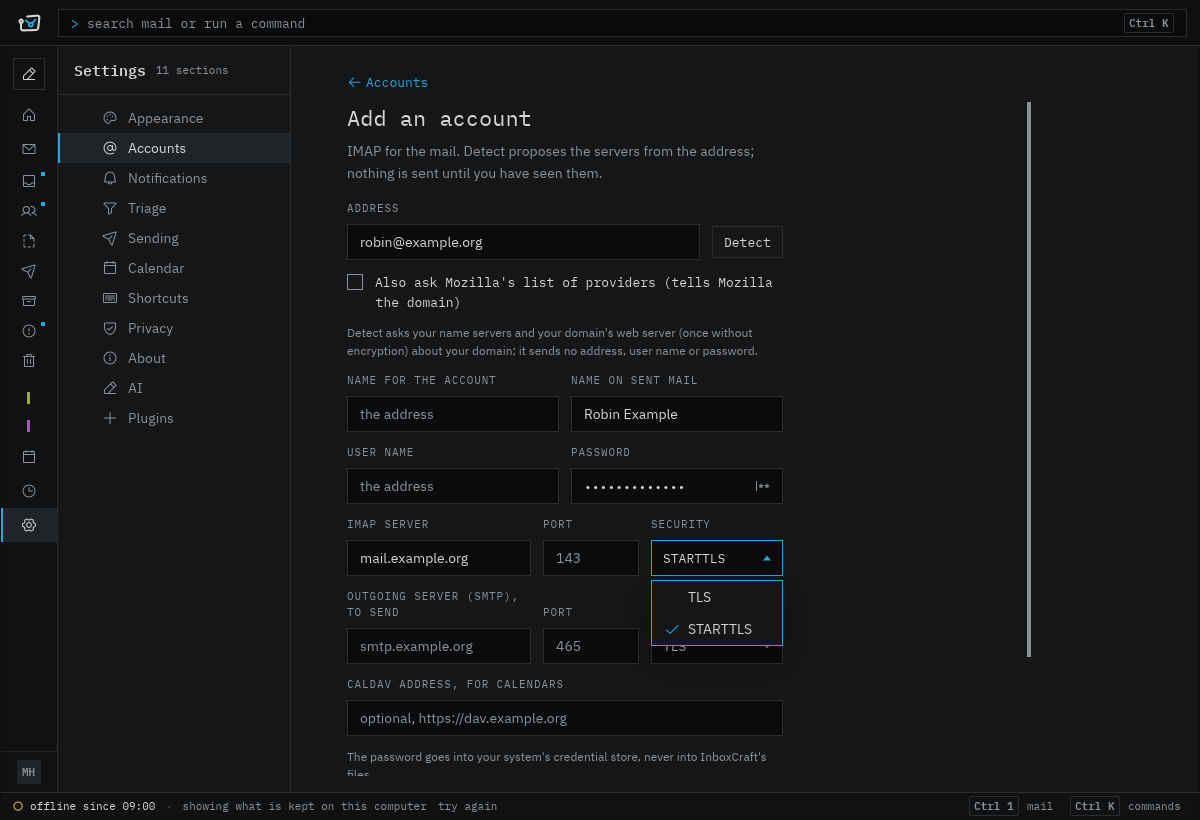 > search mail or run a command
Ctrl K
Settings 11 sections
Appearance
Accounts
Notifications
Triage
Sending
Calendar
Shortcuts
Privacy
About
AI
Plugins
MH
← Accounts
Add an account
IMAP for the mail. Detect proposes the servers from the address;
nothing is sent until you have seen them.
ADDRESS
robin@example.org
Detect
Also ask Mozilla's list of providers (tells Mozilla
the domain)
Detect asks your name servers and your domain's web server (once without
encryption) about your domain; it sends no address, user name or password.
NAME FOR THE ACCOUNT
NAME ON SENT MAIL
the address
Robin Example
USER NAME
PASSWORD
the address
•••••••••••••
|**
IMAP SERVER
PORT
SECURITY
mail.example.org
143
STARTTLS
TLS
STARTTLS
OUTGOING SERVER (SMTP),
TO SEND
PORT
smtp.example.org
465
TLS
CALDAV ADDRESS, FOR CALENDARS
optional, https://dav.example.org
The password goes into your system's credential store, never into InboxCraft's
files.
offline since 09:00 · showing what is kept on this computer try again
Ctrl 1 mail
Ctrl K commands